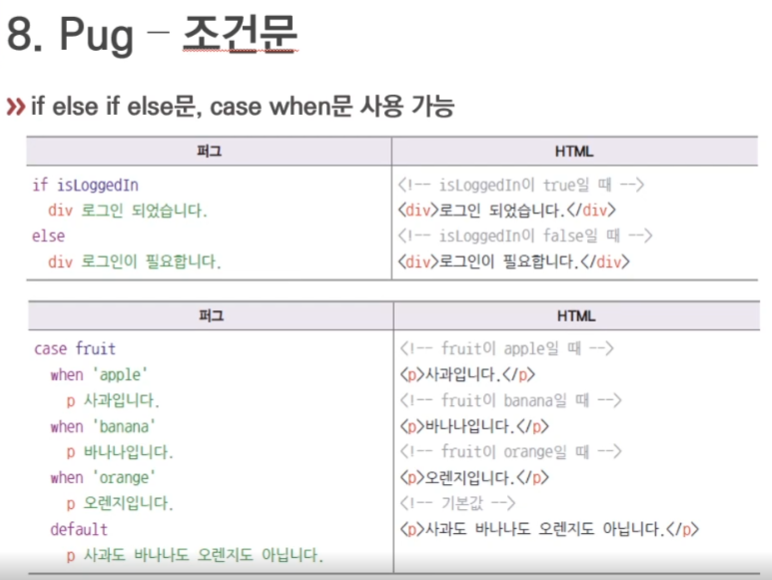 8. Pug – 조건문
» if else if else문, case when문 사용 가능
퍼그
HTML
if isLoggedIn
div 로그인 되었습니다.
else
div 로그인이 필요합니다.
<!-- isLoggedIn이 true일 때 -->
<div>로그인 되었습니다.</div>
<!-- isLoggedIn이 false일 때 -->
<div>로그인이 필요합니다.</div>
퍼그
HTML
case fruit
when 'apple'
p 사과입니다.
when 'banana'
p 바나나입니다.
when 'orange'
p 오렌지입니다.
default
p 사과도 바나나도 오렌지도 아닙니다.
<!-- fruit이 apple일 때 -->
<p>사과입니다.</p>
<!-- fruit이 banana일 때 -->
<p>바나나입니다.</p>
<!-- fruit이 orange일 때 -->
<p>오렌지입니다.</p>
<!-- 기본값 -->
<p>사과도 바나나도 오렌지도 아닙니다.</p>